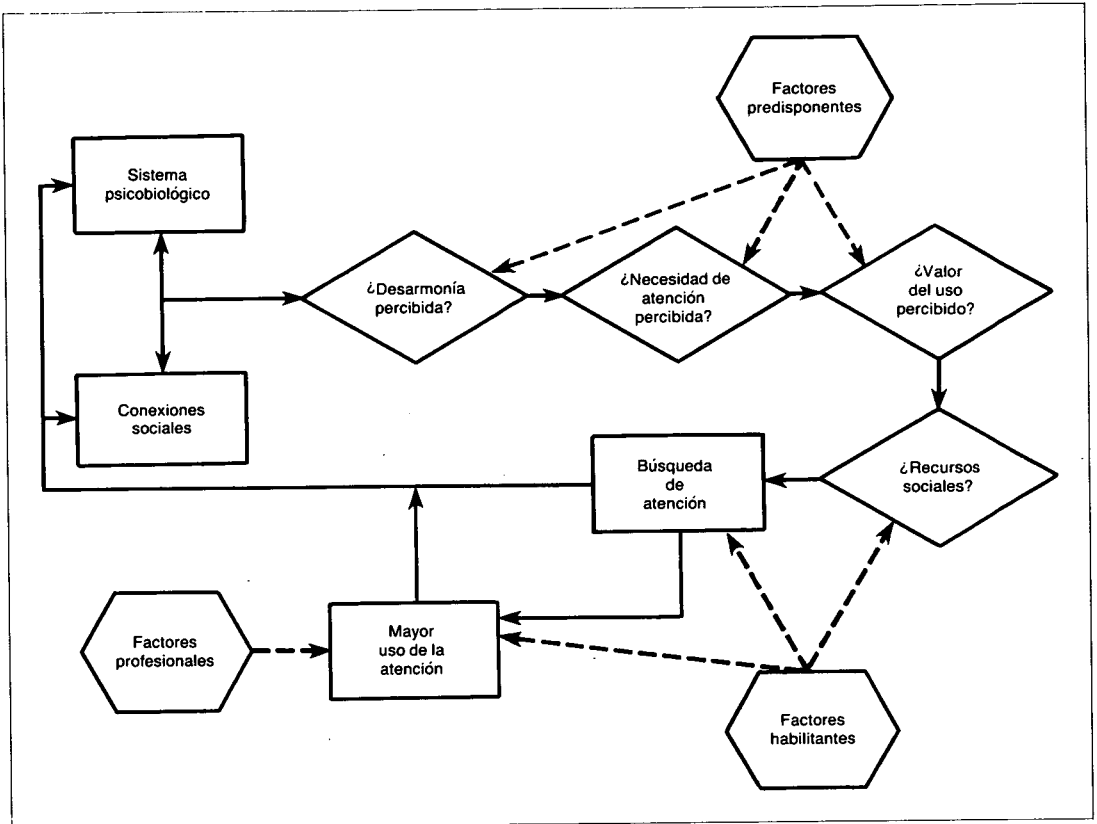 Factores
predisponentes
Sistema
psicobiológico
¿Desarmonía
percibida?
¿Necesidad de
atención
percibida?
¿Valor
del uso
percibido?
Conexiones
sociales
Búsqueda
de
atención
¿Recursos
sociales?
Factores
profesionales
Mayor
uso de la
atención
Factores
habilitantes